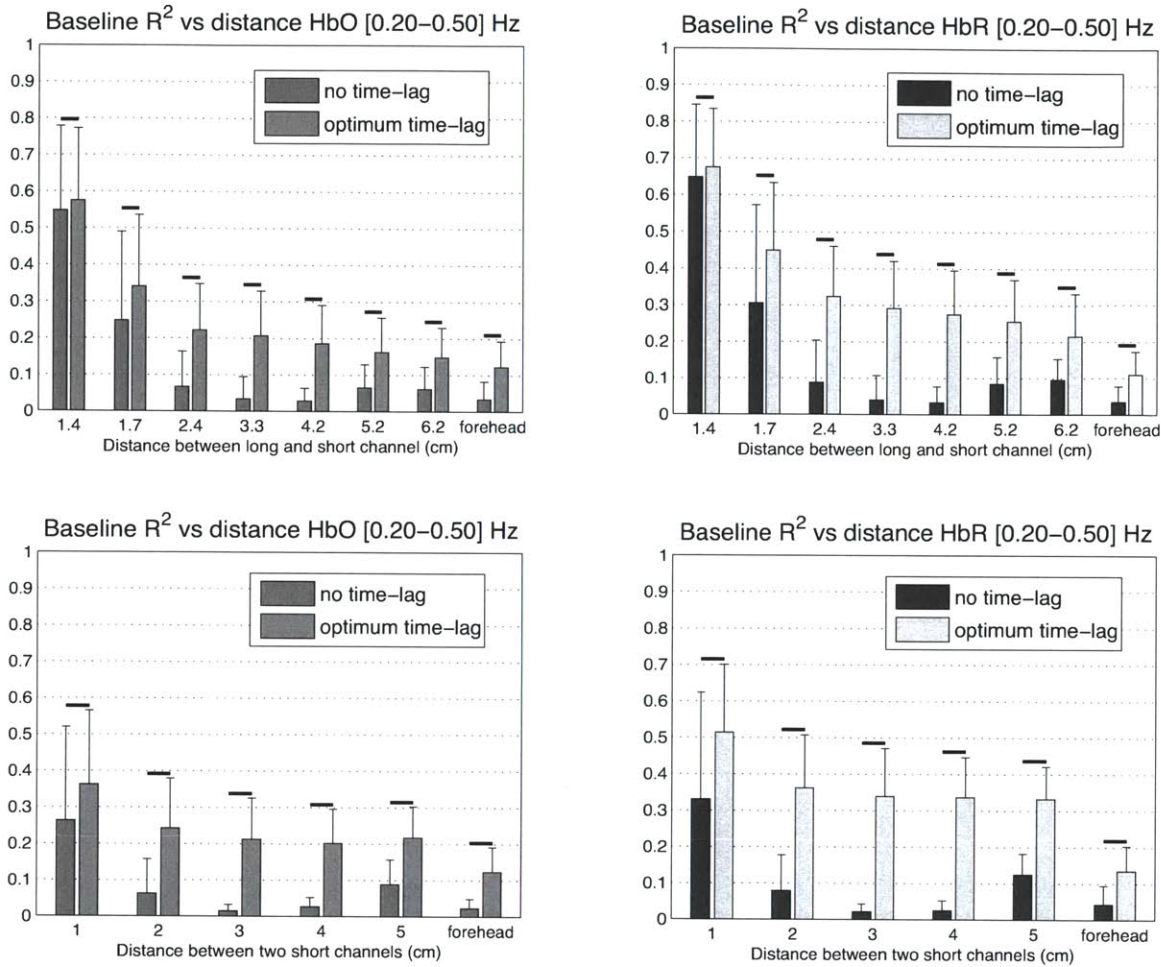 Baseline R² vs distance HbO [0.20–0.50] Hz
1
0.9
0.8
0.7
0.6
0.5
0.4
0.3
0.2
0.1
0
no time–lag
optimum time–lag
1.4 1.7 2.4 3.3 4.2 5.2 6.2 forehead
Distance between long and short channel (cm)
Baseline R² vs distance HbR [0.20–0.50] Hz
1
0.9
0.8
0.7
0.6
0.5
0.4
0.3
0.2
0.1
0
no time–lag
optimum time–lag
1.4 1.7 2.4 3.3 4.2 5.2 6.2 forehead
Distance between long and short channel (cm)
Baseline R² vs distance HbO [0.20–0.50] Hz
1
0.9
0.8
0.7
0.6
0.5
0.4
0.3
0.2
0.1
0
no time–lag
optimum time–lag
1 2 3 4 5 forehead
Distance between two short channels (cm)
Baseline R² vs distance HbR [0.20–0.50] Hz
1
0.9
0.8
0.7
0.6
0.5
0.4
0.3
0.2
0.1
0
no time–lag
optimum time–lag
1 2 3 4 5 forehead
Distance between two short channels (cm)